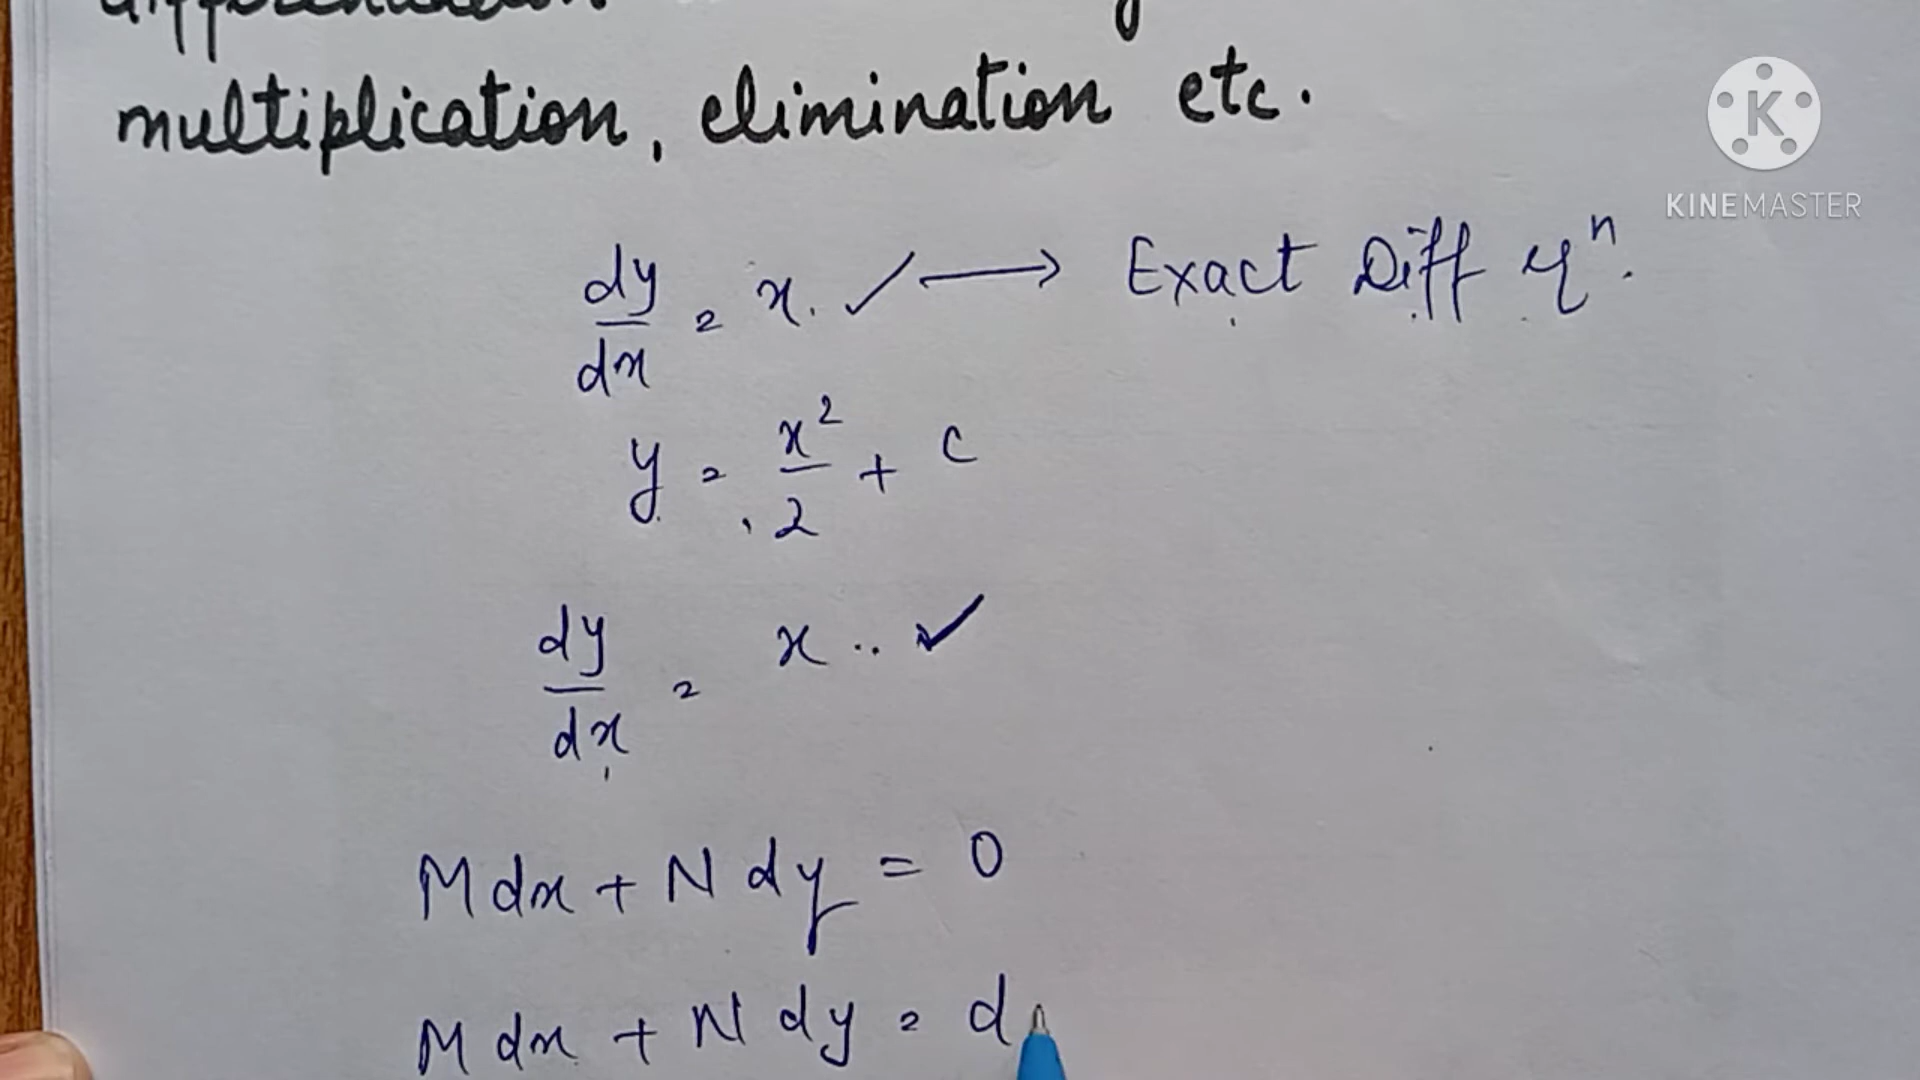 multiplication, elimination etc.
K
KINEMASTER
dy/dx = x. ✓ → Exact Diff eqⁿ.
y = x²/2 + c
dy/dx = x .. ✓
M dx + N dy = 0
M dx + N dy = d